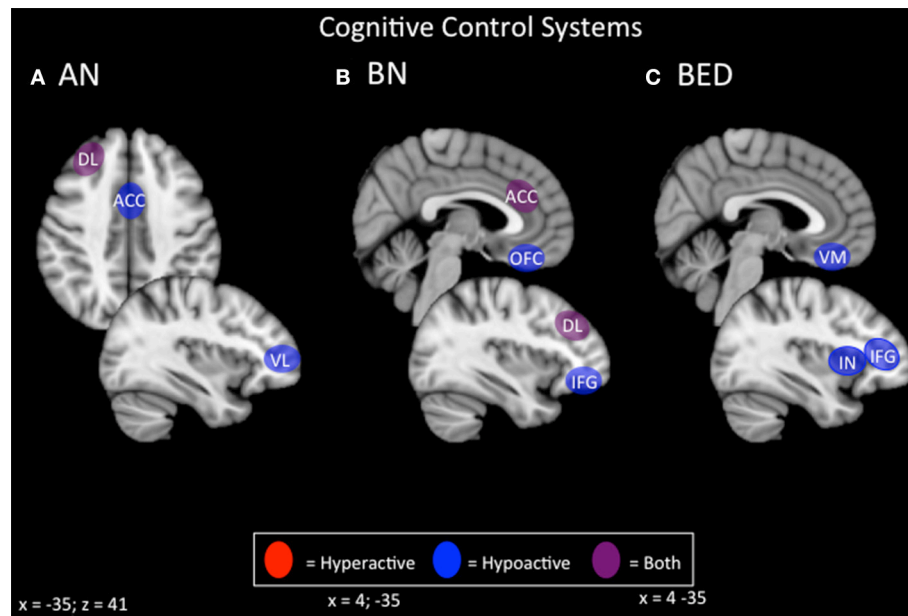 Cognitive Control Systems
A AN
B BN
C BED
DL
ACC
VL
ACC
OFC
DL
IFG
VM
IN
IFG
= Hyperactive
= Hypoactive
= Both
x = -35; z = 41
x = 4; -35
x = 4 -35